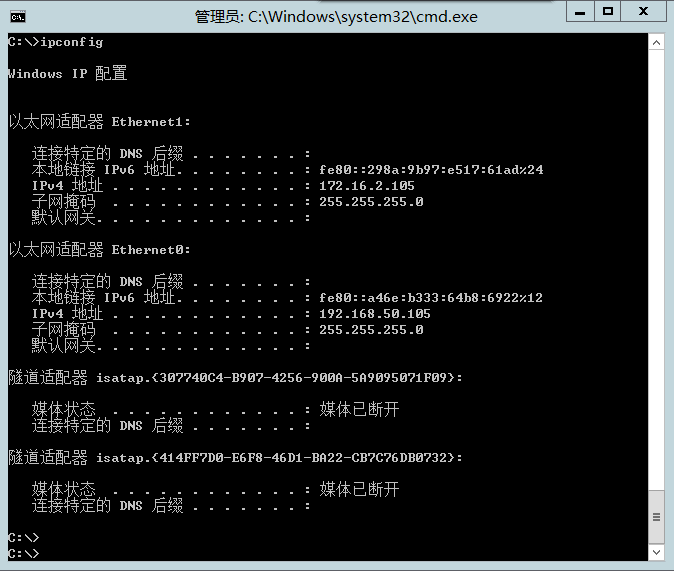 管理员: C:\Windows\system32\cmd.exe
C:\>ipconfig
Windows IP 配置
以太网适配器 Ethernet1:
连接特定的 DNS 后缀 . . . . . . . :
本地链接 IPv6 地址. . . . . . . . : fe80::298a:9b97:e517:61ad%24
IPv4 地址 . . . . . . . . . . . . : 172.16.2.105
子网掩码  . . . . . . . . . . . . : 255.255.255.0
默认网关. . . . . . . . . . . . . :
以太网适配器 Ethernet0:
连接特定的 DNS 后缀 . . . . . . . :
本地链接 IPv6 地址. . . . . . . . : fe80::a46e:b333:64b8:6922%12
IPv4 地址 . . . . . . . . . . . . : 192.168.50.105
子网掩码  . . . . . . . . . . . . : 255.255.255.0
默认网关. . . . . . . . . . . . . :
隧道适配器 isatap.{307740C4-B907-4256-900A-5A9095071F09}:
媒体状态  . . . . . . . . . . . . : 媒体已断开
连接特定的 DNS 后缀 . . . . . . . :
隧道适配器 isatap.{414FF7D0-E6F8-46D1-BA22-CB7C76DB0732}:
媒体状态  . . . . . . . . . . . . : 媒体已断开
连接特定的 DNS 后缀 . . . . . . . :
C:\>
C:\>